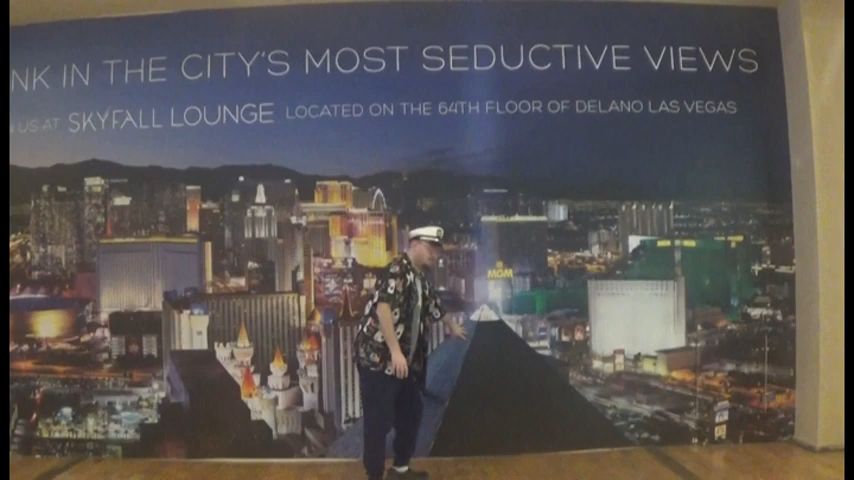 NK IN THE CITY'S MOST SEDUCTIVE VIEWS
US AT SKYFALL LOUNGE LOCATED ON THE 64TH FLOOR OF DELANO LAS VEGAS
MGM